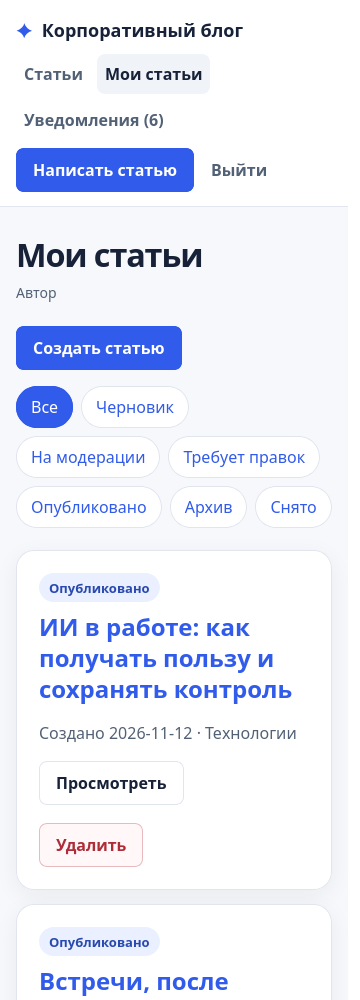 Корпоративный блог
Статьи Мои статьи
Уведомления (6)
Написать статью Выйти
Мои статьи
Автор
Создать статью
Все Черновик
На модерации Требует правок
Опубликовано Архив Снято
Опубликовано
ИИ в работе: как
получать пользу и
сохранять контроль
Создано 2026-11-12 · Технологии
Просмотреть
Удалить
Опубликовано
Встречи, после